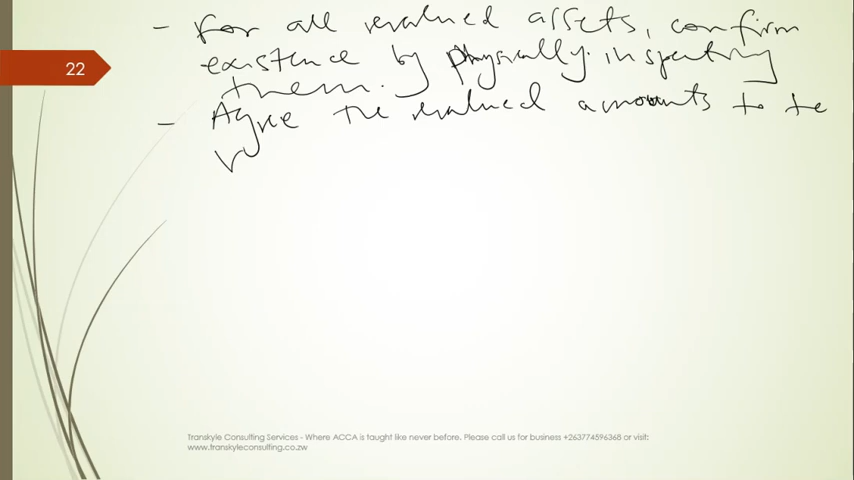 - For all revalued assets, confirm
22
existence by physically inspecting
them.
- Agree the revalued amounts to te
Transkyle Consulting Services - Where ACCA is taught like never before. Please call us for business +263774596368 or visit:
www.transkyleconsulting.co.zw